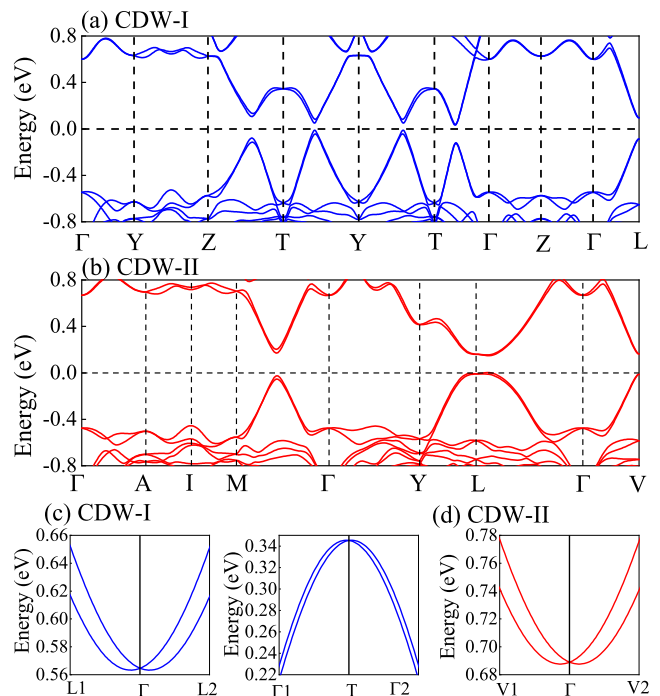 (a) CDW-I
Energy (eV)
0.8
0.4
0.0
-0.4
-0.8
Γ Y Z T Y T Γ Z Γ L
(b) CDW-II
Energy (eV)
0.8
0.4
0.0
-0.4
-0.8
Γ A I M Γ Y L Γ V
(c) CDW-I
Energy (eV)
0.66
0.64
0.62
0.60
0.58
0.56
L1 Γ L2
Energy (eV)
0.34
0.32
0.30
0.28
0.26
0.24
0.22
Γ1 T Γ2
(d) CDW-II
Energy (eV)
0.78
0.76
0.74
0.72
0.70
0.68
V1 Γ V2